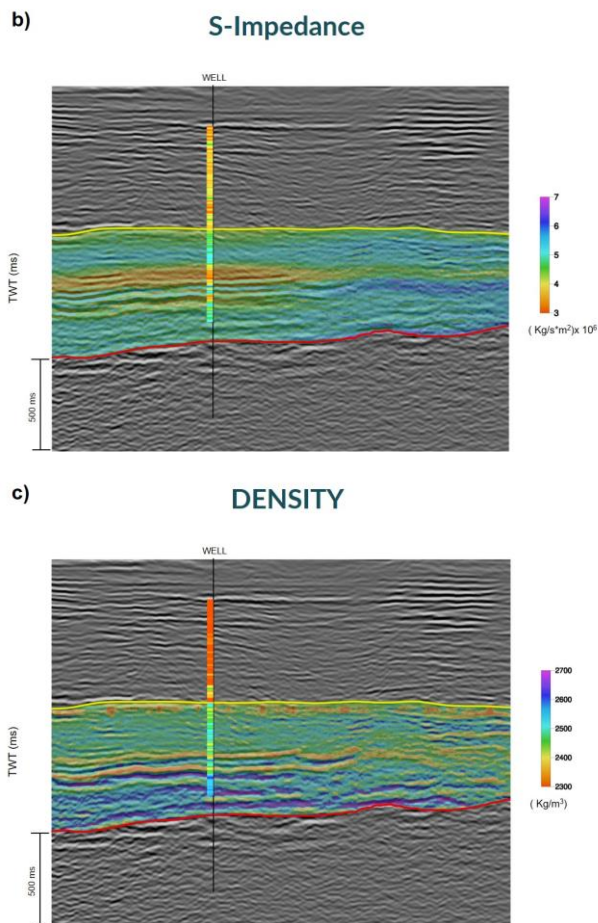 b)
S-Impedance
WELL
TWT (ms)
7
6
5
4
3
( Kg/s*m²)x 10⁶
500 ms
c)
DENSITY
WELL
TWT (ms)
2700
2600
2500
2400
2300
( Kg/m³)
500 ms